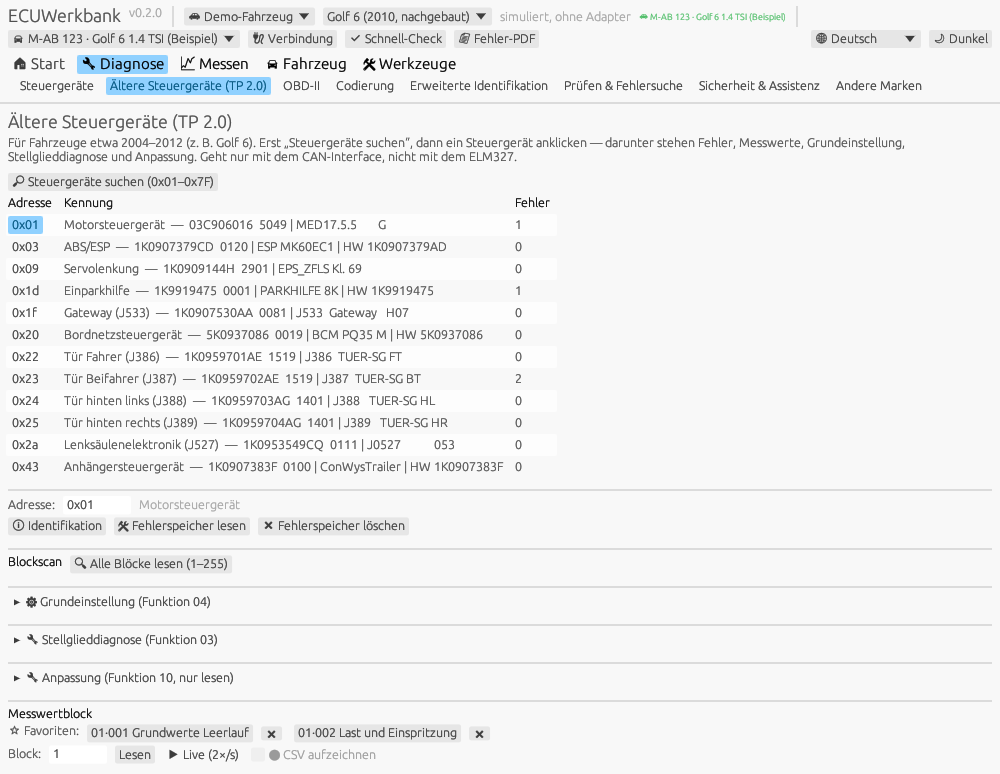 ECUWerkbank v0.2.0 Demo-Fahrzeug Golf 6 (2010, nachgebaut) simuliert, ohne Adapter M-AB 123 · Golf 6 1.4 TSI (Beispiel)
M-AB 123 · Golf 6 1.4 TSI (Beispiel) Verbindung Schnell-Check Fehler-PDF Deutsch Dunkel
Start Diagnose Messen Fahrzeug Werkzeuge
Steuergeräte Ältere Steuergeräte (TP 2.0) OBD-II Codierung Erweiterte Identifikation Prüfen & Fehlersuche Sicherheit & Assistenz Andere Marken
Ältere Steuergeräte (TP 2.0)
Für Fahrzeuge etwa 2004–2012 (z. B. Golf 6). Erst „Steuergeräte suchen“, dann ein Steuergerät anklicken — darunter stehen Fehler, Messwerte, Grundeinstellung,
Stellglieddiagnose und Anpassung. Geht nur mit dem CAN-Interface, nicht mit dem ELM327.
Steuergeräte suchen (0x01–0x7F)
Adresse Kennung Fehler
0x01 Motorsteuergerät — 03C906016 5049 | MED17.5.5 G 1
0x03 ABS/ESP — 1K0907379CD 0120 | ESP MK60EC1 | HW 1K0907379AD 0
0x09 Servolenkung — 1K0909144H 2901 | EPS_ZFLS Kl. 69 0
0x1d Einparkhilfe — 1K9919475 0001 | PARKHILFE 8K | HW 1K9919475 1
0x1f Gateway (J533) — 1K0907530AA 0081 | J533 Gateway H07 0
0x20 Bordnetzsteuergerät — 5K0937086 0019 | BCM PQ35 M | HW 5K0937086 0
0x22 Tür Fahrer (J386) — 1K0959701AE 1519 | J386 TUER-SG FT 0
0x23 Tür Beifahrer (J387) — 1K0959702AE 1519 | J387 TUER-SG BT 2
0x24 Tür hinten links (J388) — 1K0959703AG 1401 | J388 TUER-SG HL 0
0x25 Tür hinten rechts (J389) — 1K0959704AG 1401 | J389 TUER-SG HR 0
0x2a Lenksäulenelektronik (J527) — 1K0953549CQ 0111 | J0527 053 0
0x43 Anhängersteuergerät — 1K0907383F 0100 | ConWysTrailer | HW 1K0907383F 0
Adresse: 0x01 Motorsteuergerät
Identifikation Fehlerspeicher lesen Fehlerspeicher löschen
Blockscan Alle Blöcke lesen (1–255)
Grundeinstellung (Funktion 04)
Stellglieddiagnose (Funktion 03)
Anpassung (Funktion 10, nur lesen)
Messwertblock
Favoriten: 01·001 Grundwerte Leerlauf × 01·002 Last und Einspritzung ×
Block: 1 Lesen Live (2×/s) CSV aufzeichnen